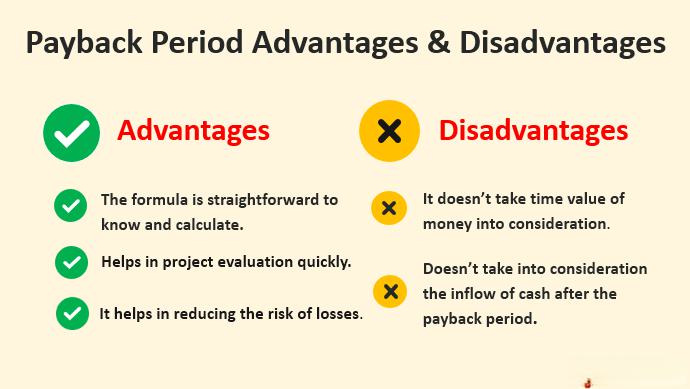 Payback Period Advantages & Disadvantages
Advantages
The formula is straightforward to
know and calculate.
Helps in project evaluation quickly.
It helps in reducing the risk of losses.
Disadvantages
It doesn’t take time value of
money into consideration.
Doesn’t take into consideration
the inflow of cash after the
payback period.